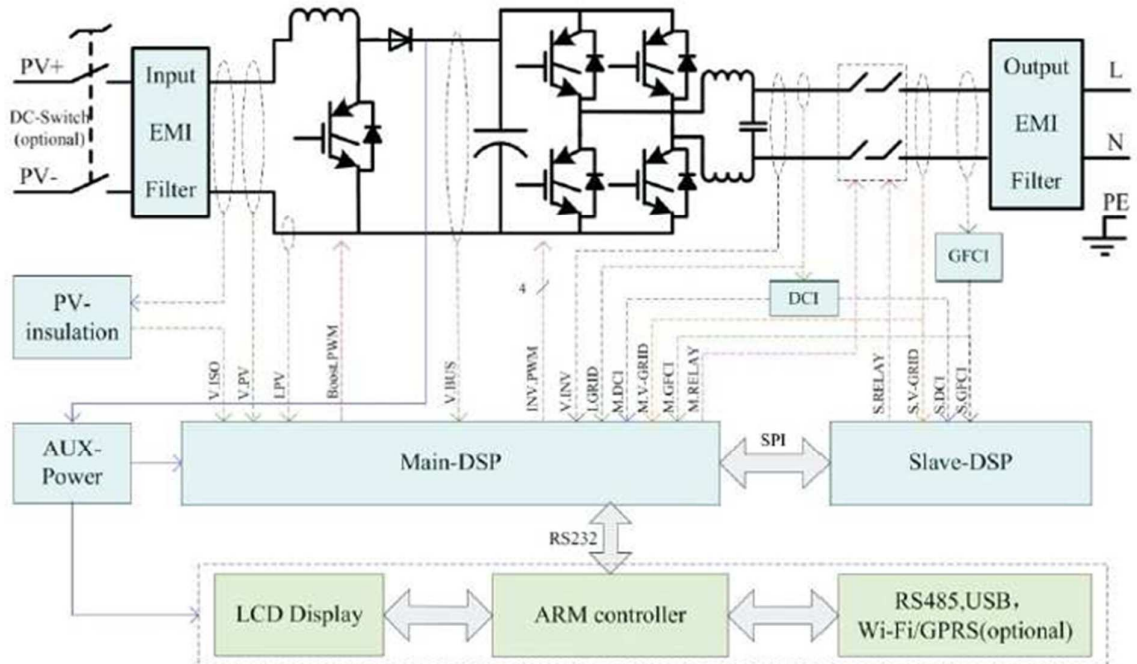 PV+
DC-Switch
(optional)
PV-
Input
EMI
Filter
Output
EMI
Filter
L
N
PE
GFCI
DCI
PV-
insulation
4
V.ISO
V.PV
I.PV
Boost.PWM
V.BUS
INV.PWM
V.INV
I.GRID
M.DCI
M.V-GRID
M.GFCI
M.RELAY
S.RELAY
S.V-GRID
S.DCI
S.GFCI
AUX-
Power
Main-DSP
SPI
Slave-DSP
RS232
LCD Display
ARM controller
RS485,USB，
Wi-Fi/GPRS(optional)